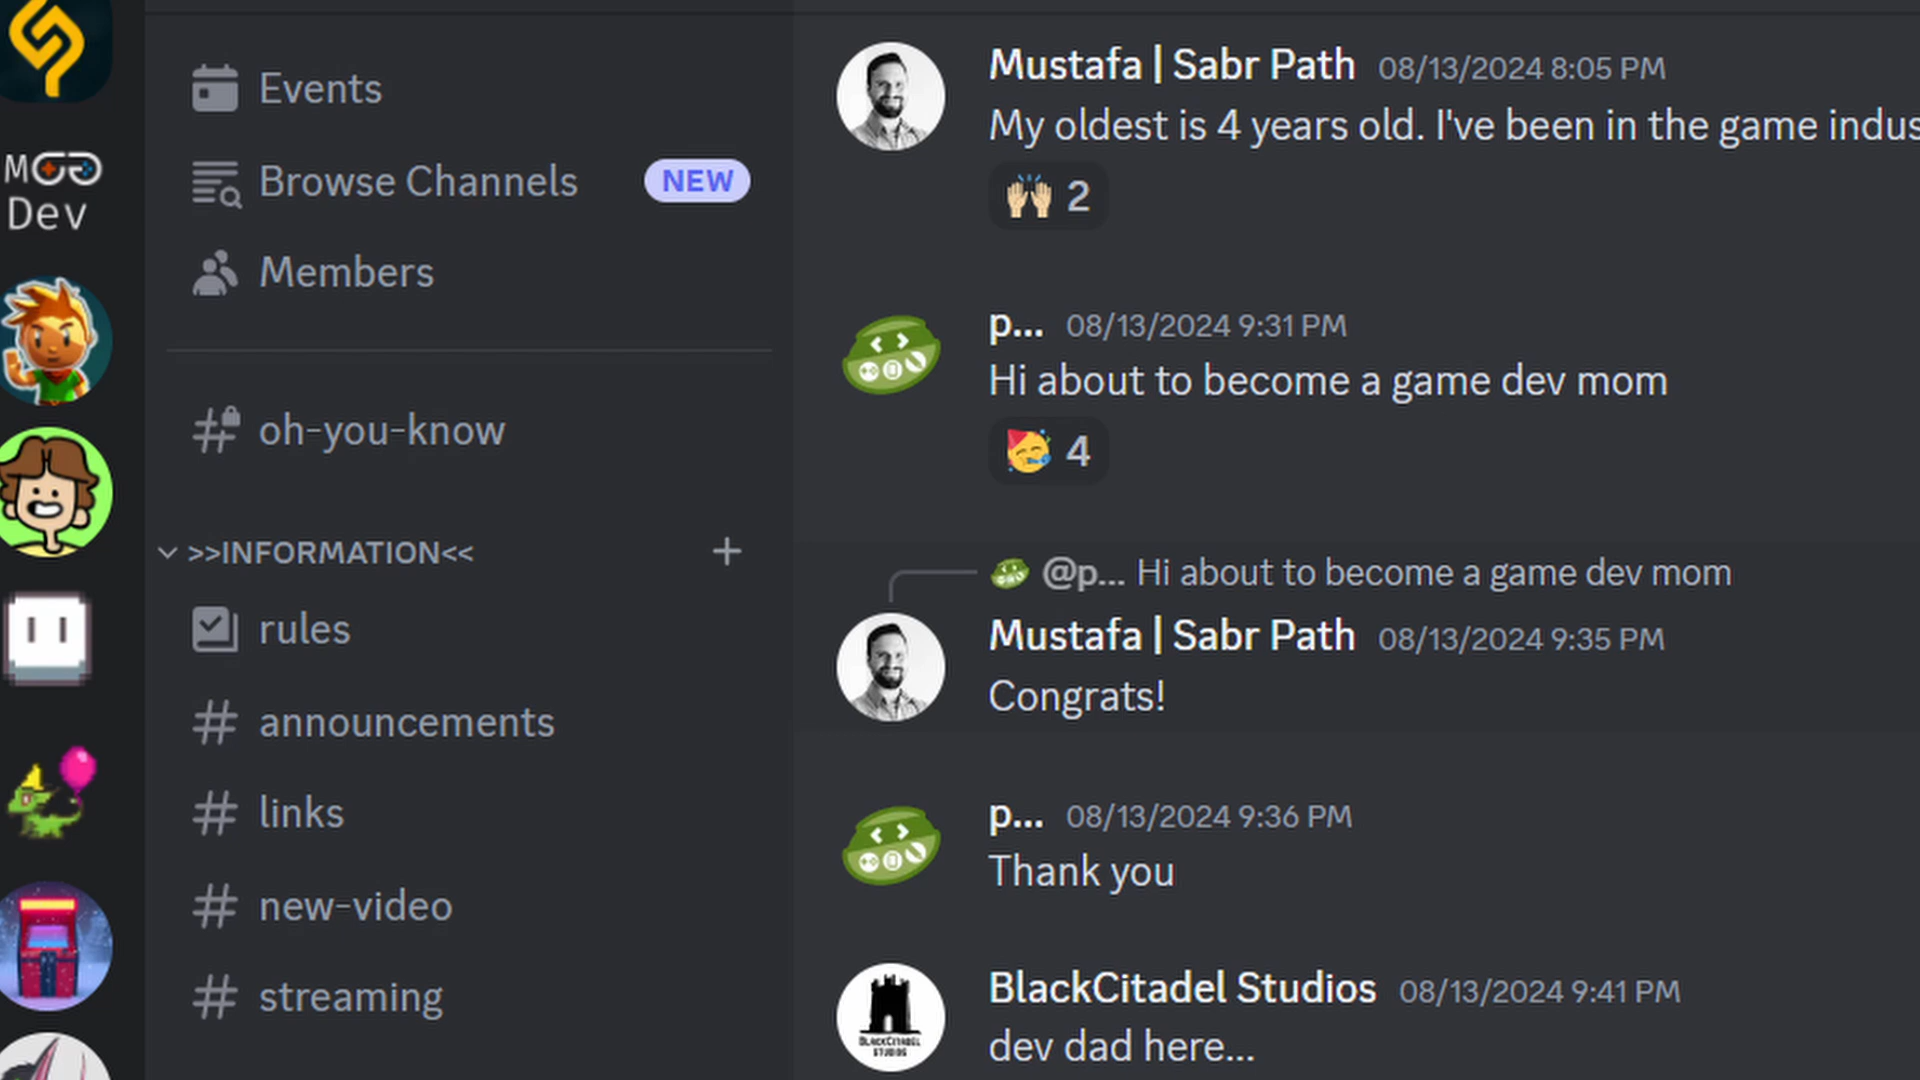 Events
Browse Channels NEW
Members
oh-you-know
>>INFORMATION<<
rules
announcements
links
new-video
streaming
MOD
Dev
Mustafa | Sabr Path 08/13/2024 8:05 PM
My oldest is 4 years old. I've been in the game indus
2
p... 08/13/2024 9:31 PM
Hi about to become a game dev mom
4
@p... Hi about to become a game dev mom
Mustafa | Sabr Path 08/13/2024 9:35 PM
Congrats!
p... 08/13/2024 9:36 PM
Thank you
BlackCitadel Studios 08/13/2024 9:41 PM
BLACKCITADEL
STUDIOS
dev dad here...